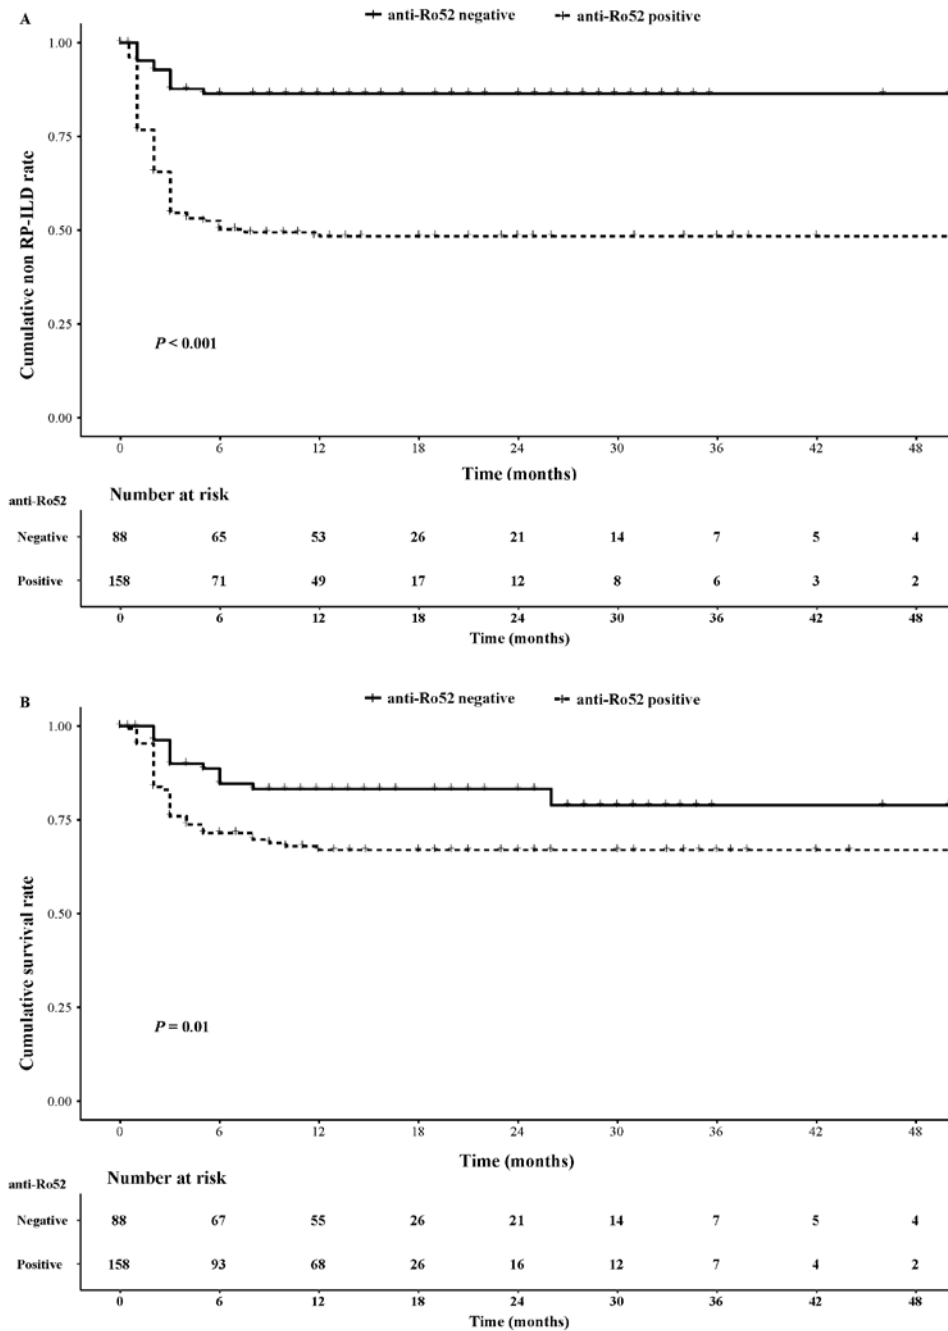 A
anti-Ro52 negative anti-Ro52 positive
1.00
0.75
0.50
0.25
0.00
Cumulative non RP-ILD rate
P < 0.001
0 6 12 18 24 30 36 42 48
Time (months)
anti-Ro52 Number at risk
Negative 88 65 53 26 21 14 7 5 4
Positive 158 71 49 17 12 8 6 3 2
0 6 12 18 24 30 36 42 48
Time (months)
B
anti-Ro52 negative anti-Ro52 positive
1.00
0.75
0.50
0.25
0.00
Cumulative survival rate
P = 0.01
0 6 12 18 24 30 36 42 48
Time (months)
anti-Ro52 Number at risk
Negative 88 67 55 26 21 14 7 5 4
Positive 158 93 68 26 16 12 7 4 2
0 6 12 18 24 30 36 42 48
Time (months)